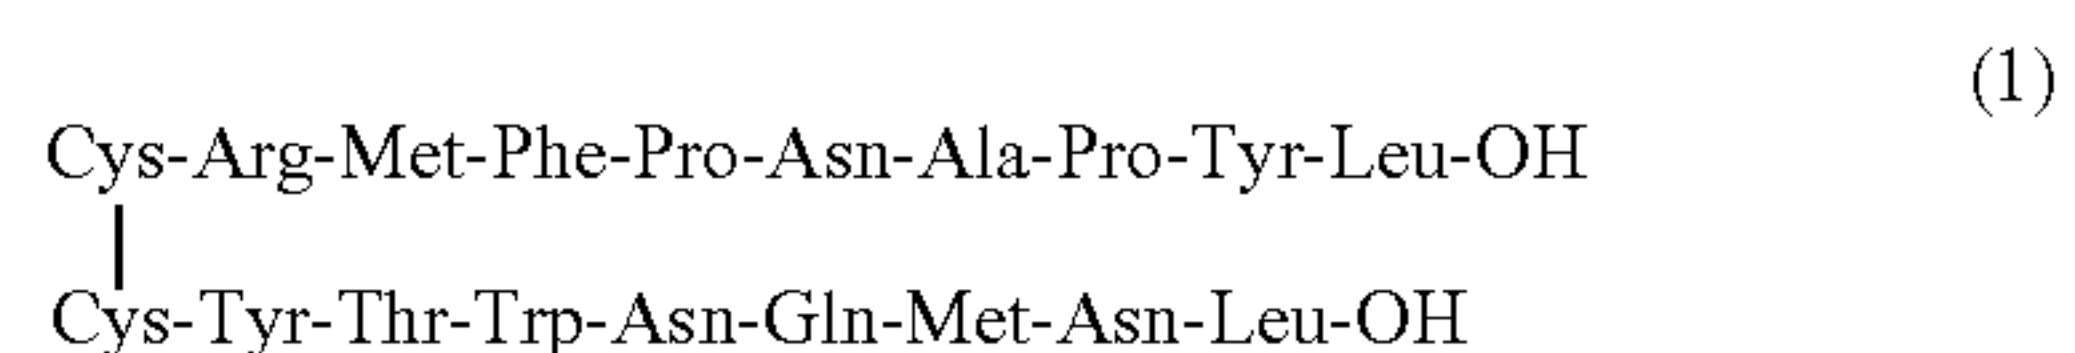 (1)
Cys-Arg-Met-Phe-Pro-Asn-Ala-Pro-Tyr-Leu-OH
Cys-Tyr-Thr-Trp-Asn-Gln-Met-Asn-Leu-OH